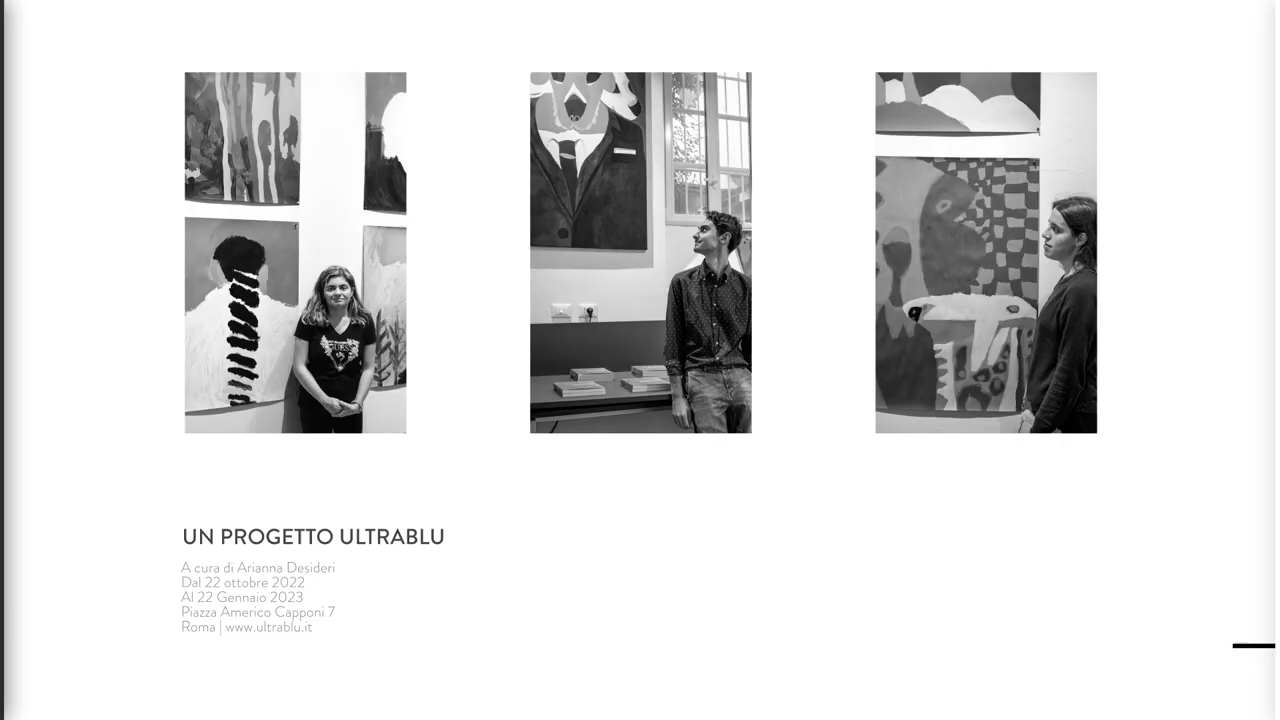 UN PROGETTO ULTRABLU
A cura di Arianna Desideri
Dal 22 ottobre 2022
Al 22 Gennaio 2023
Piazza Americo Capponi 7
Roma | www.ultrablu.it